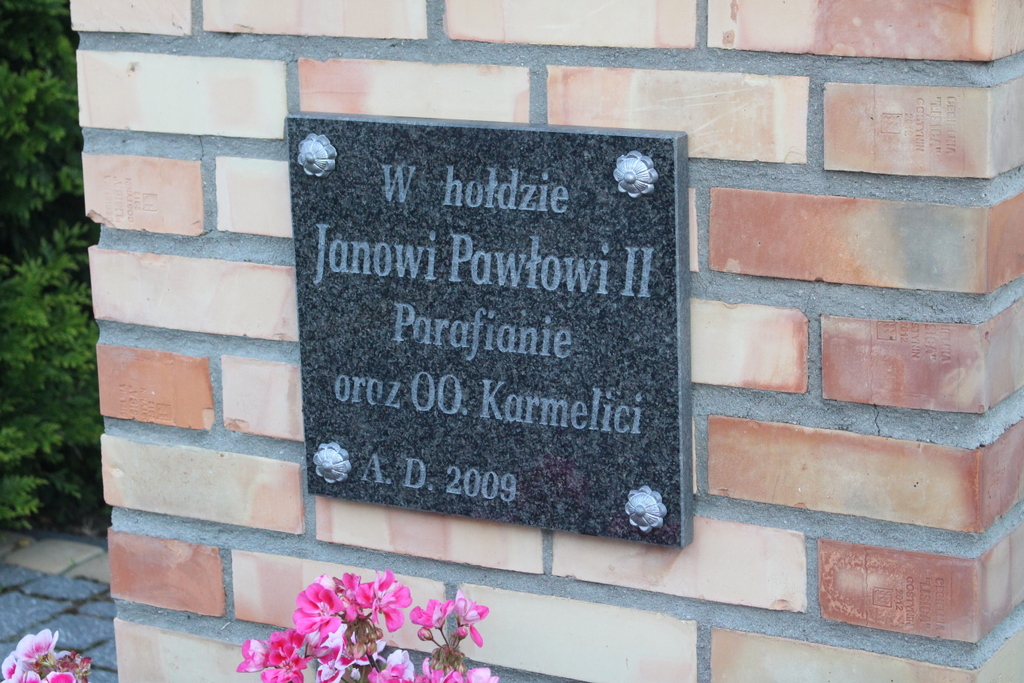 W hołdzie
Janowi Pawłowi II
Parafianie
oraz OO. Karmelici
A. D. 2009